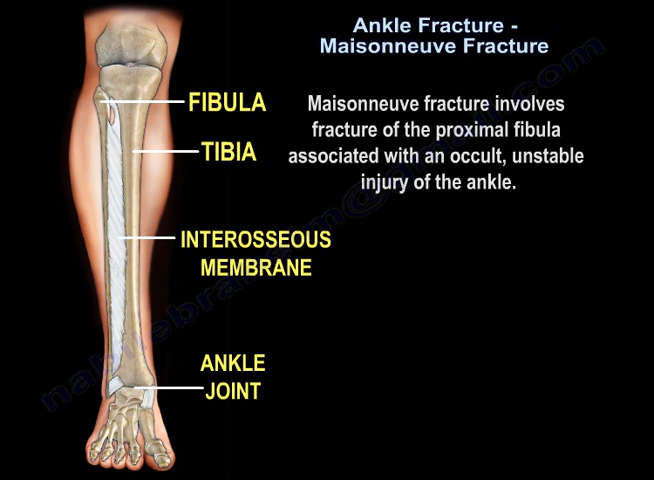 Ankle Fracture -
Maisonneuve Fracture
Maisonneuve fracture involves
fracture of the proximal fibula
associated with an occult, unstable
injury of the ankle.
FIBULA
TIBIA
INTEROSSEOUS
MEMBRANE
ANKLE
JOINT